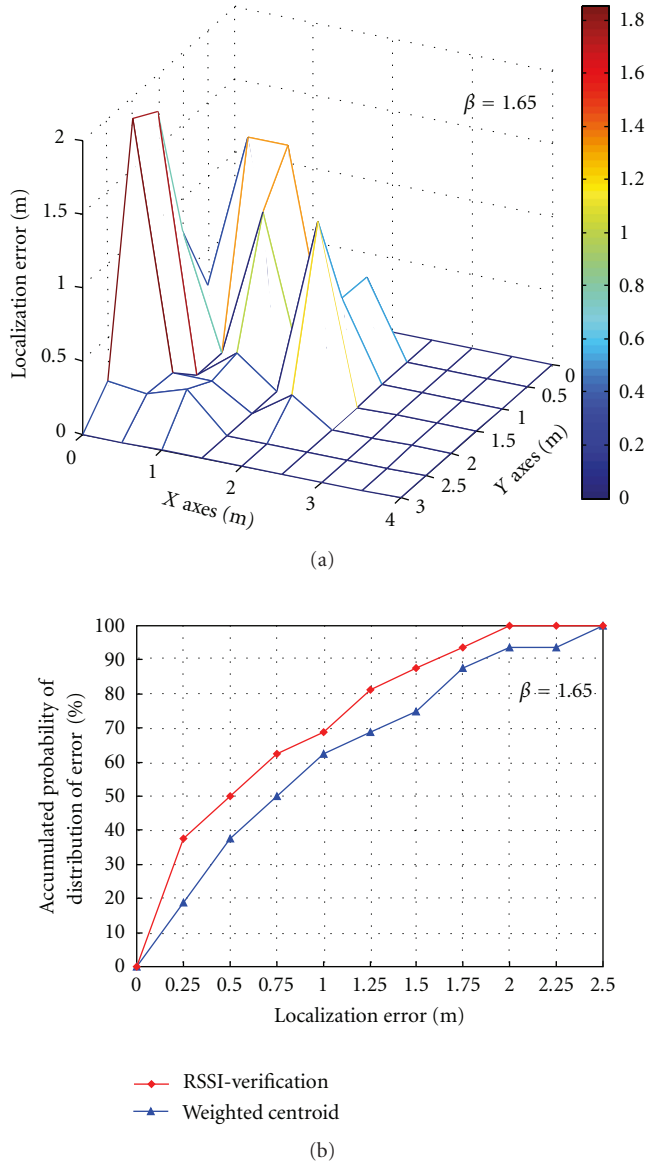 β = 1.65
Localization error (m)
2
1.5
1
0.5
0
0
1
2
3
4
X axes (m)
3
2.5
2
1.5
1
0.5
0
Y axes (m)
1.8
1.6
1.4
1.2
1
0.8
0.6
0.4
0.2
0
(a)
Accumulated probability of
distribution of error (%)
100
90
80
70
60
50
40
30
20
10
0
β = 1.65
0 0.25 0.5 0.75 1 1.25 1.5 1.75 2 2.25 2.5
Localization error (m)
RSSI-verification
Weighted centroid
(b)